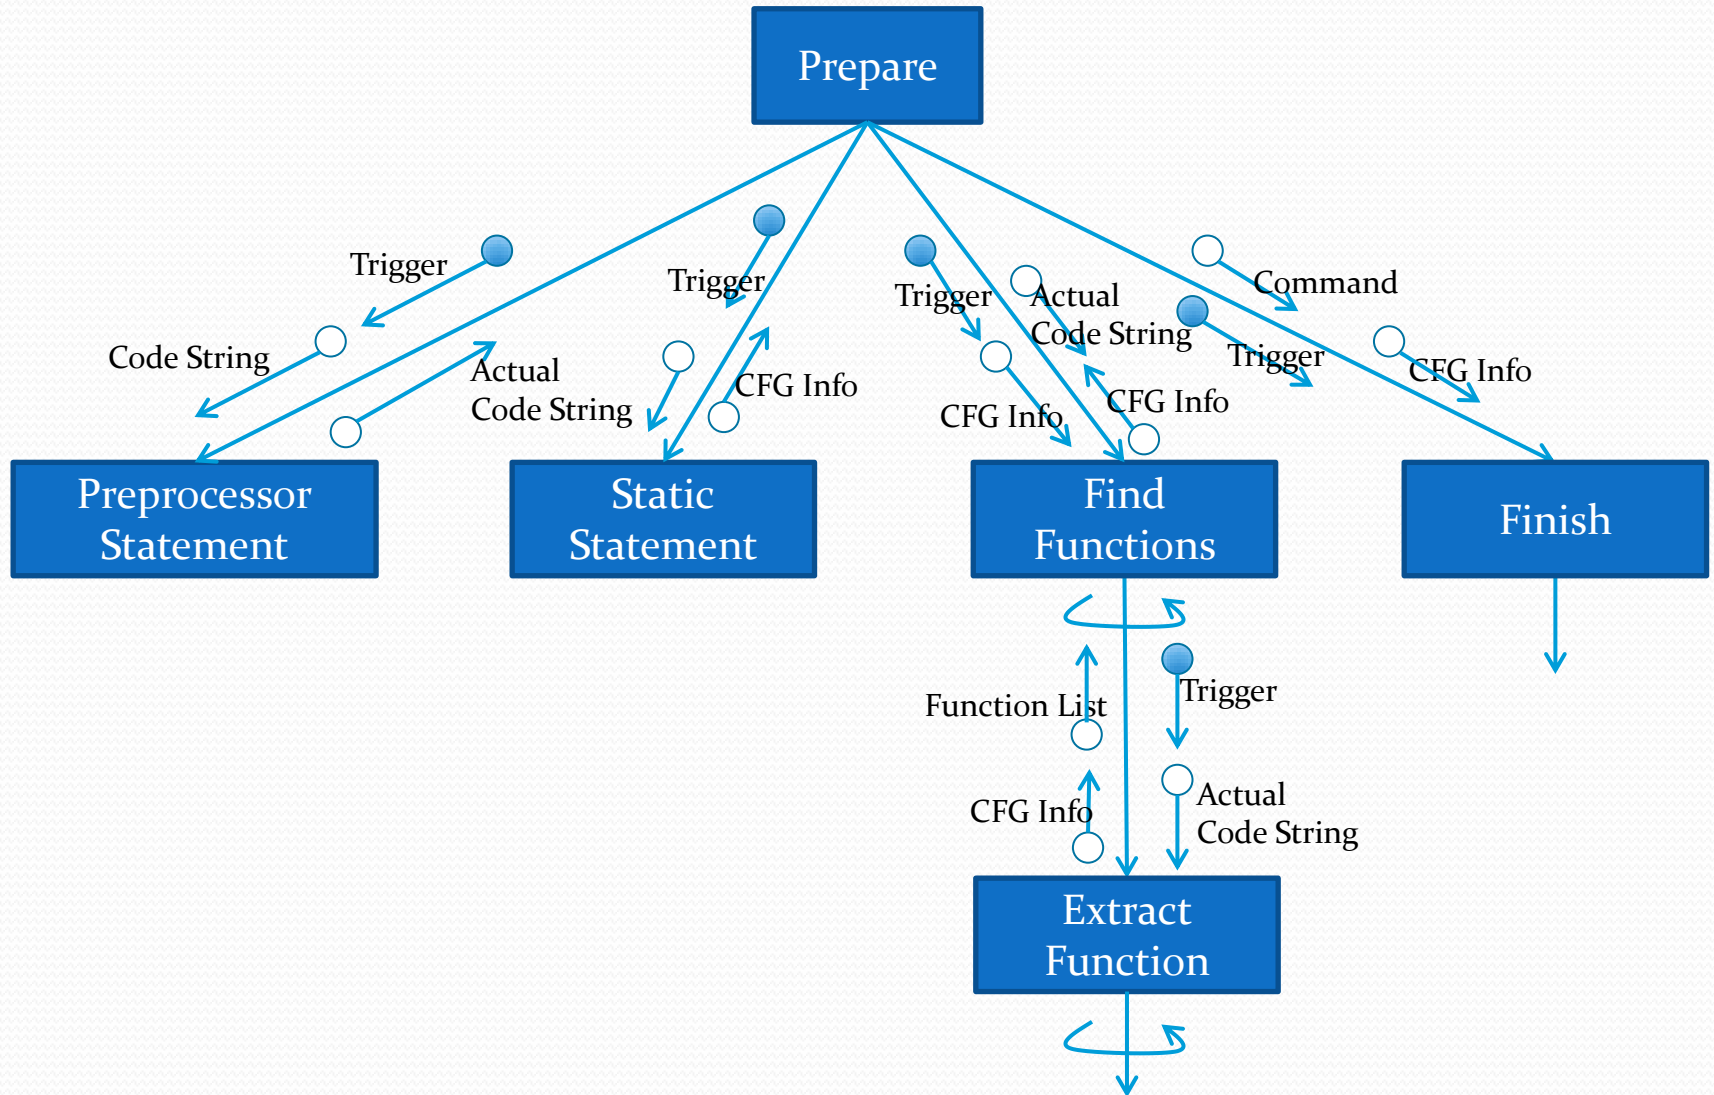 Prepare
Trigger
Code String
Actual
Code String
Trigger
CFG Info
Trigger
CFG Info
Actual
Code String
CFG Info
Command
Trigger
CFG Info
Preprocessor
Statement
Static
Statement
Find
Functions
Finish
Function List
CFG Info
Trigger
Actual
Code String
Extract
Function